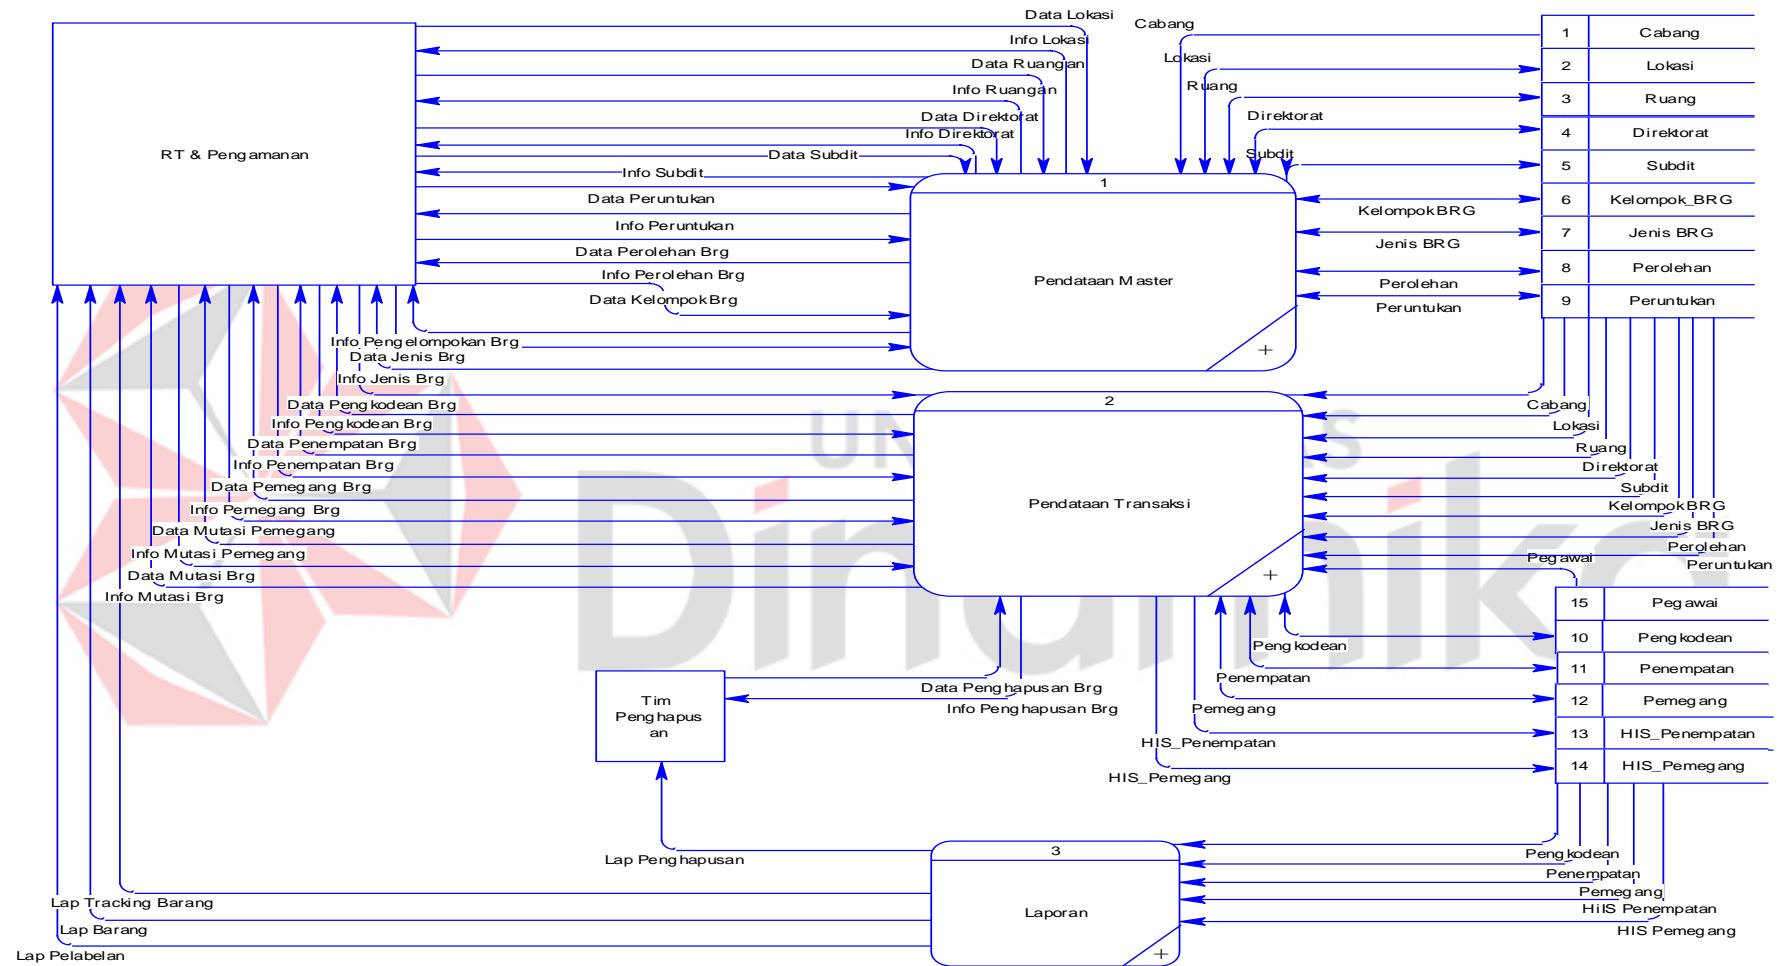 Data Lokasi
Info Lokasi
Data Ruangan
Info Ruangan
Data Direktorat
Info Direktorat
Data Subdit
Info Subdit
Data Peruntukan
Info Peruntukan
Data Perolehan Brg
Info Perolehan Brg
Data Kelompok Brg
Info Pengelompokan Brg
Data Jenis Brg
Info Jenis Brg
Data Pengkodean Brg
Info Pengkodean Brg
Data Penempatan Brg
Info Penempatan Brg
Data Pemegang Brg
Info Pemegang Brg
Data Mutasi Pemegang
Info Mutasi Pemegang
Data Mutasi Brg
Info Mutasi Brg
RT & Pengamanan
1
Pendataan Master
+
Cabang
Lokasi
Ruang
Direktorat
Subdit
Kelompok BRG
Jenis BRG
Perolehan
Peruntukan
1 Cabang
2 Lokasi
3 Ruang
4 Direktorat
5 Subdit
6 Kelompok_BRG
7 Jenis BRG
8 Perolehan
9 Peruntukan
2
Pendataan Transaksi
+
Cabang
Lokasi
Ruang
Direktorat
Subdit
Kelompok BRG
Jenis BRG
Perolehan
Peruntukan
Pegawai
15 Pegawai
10 Pengkodean
11 Penempatan
12 Pemegang
13 HIS_Penempatan
14 HIS_Pemegang
Pengkodean
Penempatan
Pemegang
HIS_Penempatan
HIS_Pemegang
Data Penghapusan Brg
Info Penghapusan Brg
Tim
Penghapus
an
Lap Penghapusan
3
Laporan
+
Pengkodean
Penempatan
Pemegang
HiIS Penempatan
HIS Pemegang
Lap Tracking Barang
Lap Barang
Lap Pelabelan
Dinamika